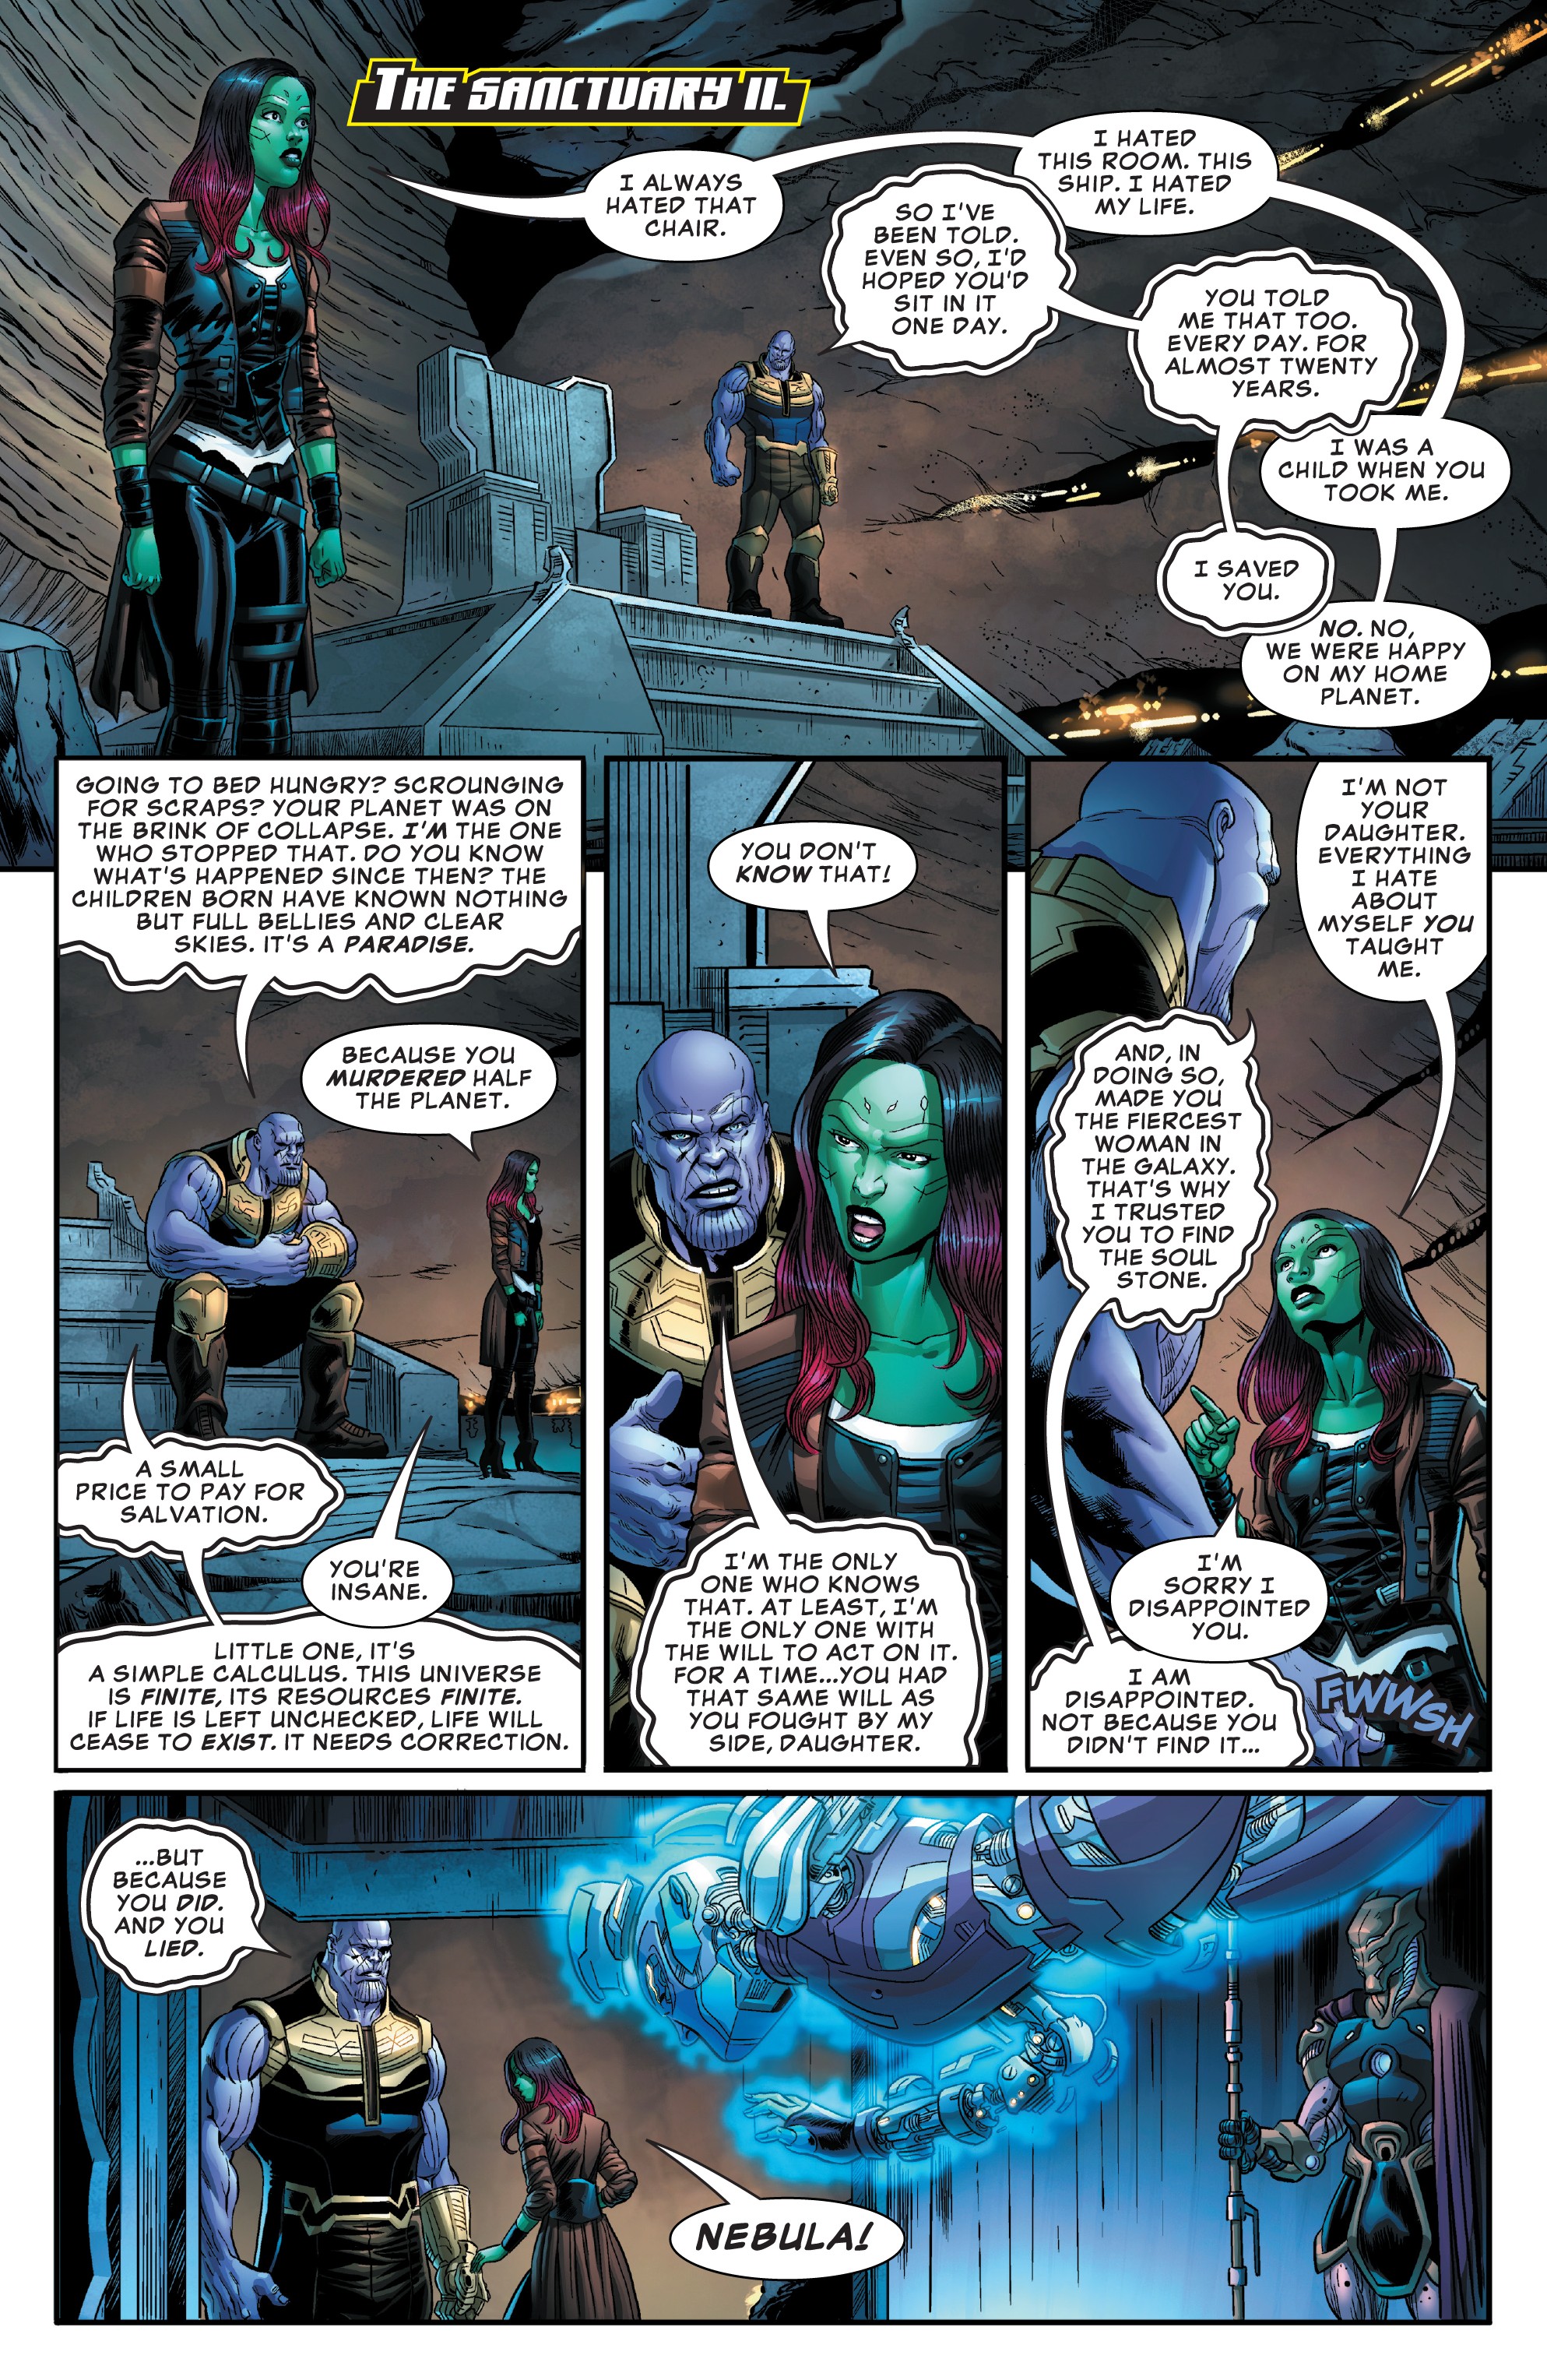 THE SANCTUARY II.
I ALWAYS
HATED THAT
CHAIR.
SO I'VE
BEEN TOLD.
EVEN SO, I'D
HOPED YOU'D
SIT IN IT
ONE DAY.
I HATED
THIS ROOM. THIS
SHIP. I HATED
MY LIFE.
YOU TOLD
ME THAT TOO.
EVERY DAY. FOR
ALMOST TWENTY
YEARS.
I WAS A
CHILD WHEN YOU
TOOK ME.
I SAVED
YOU.
NO. NO,
WE WERE HAPPY
ON MY HOME
PLANET.
GOING TO BED HUNGRY? SCROUNGING
FOR SCRAPS? YOUR PLANET WAS ON
THE BRINK OF COLLAPSE. I'M THE ONE
WHO STOPPED THAT. DO YOU KNOW
WHAT'S HAPPENED SINCE THEN? THE
CHILDREN BORN HAVE KNOWN NOTHING
BUT FULL BELLIES AND CLEAR
SKIES. IT'S A PARADISE.
BECAUSE YOU
MURDERED HALF
THE PLANET.
A SMALL
PRICE TO PAY FOR
SALVATION.
YOU'RE
INSANE.
LITTLE ONE, IT'S
A SIMPLE CALCULUS. THIS UNIVERSE
IS FINITE, ITS RESOURCES FINITE.
IF LIFE IS LEFT UNCHECKED, LIFE WILL
CEASE TO EXIST. IT NEEDS CORRECTION.
YOU DON'T
KNOW THAT!
I'M THE ONLY
ONE WHO KNOWS
THAT. AT LEAST, I'M
THE ONLY ONE WITH
THE WILL TO ACT ON IT.
FOR A TIME...YOU HAD
THAT SAME WILL AS
YOU FOUGHT BY MY
SIDE, DAUGHTER.
I'M NOT
YOUR
DAUGHTER.
EVERYTHING
I HATE
ABOUT
MYSELF YOU
TAUGHT
ME.
AND, IN
DOING SO,
MADE YOU
THE FIERCEST
WOMAN IN
THE GALAXY.
THAT'S WHY
I TRUSTED
YOU TO FIND
THE SOUL
STONE.
I'M
SORRY I
DISAPPOINTED
YOU.
I AM
DISAPPOINTED.
NOT BECAUSE YOU
DIDN'T FIND IT...
FWWSH
...BUT
BECAUSE
YOU DID.
AND YOU
LIED.
NEBULA!